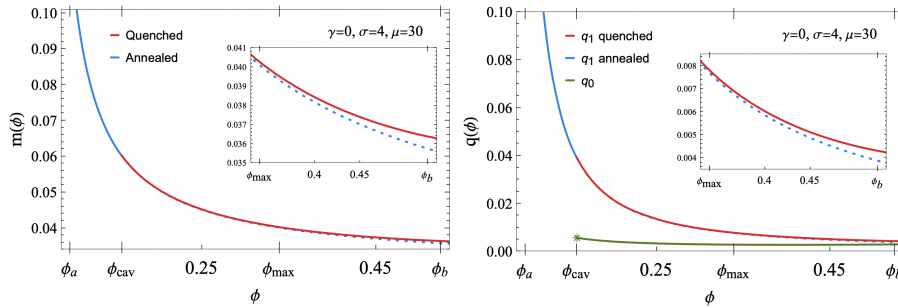 γ=0, σ=4, μ=30
Quenched
Annealed
m(ϕ)
0.10
0.09
0.08
0.07
0.06
0.05
0.04
0.041
0.040
0.039
0.038
0.037
0.036
0.035
ϕmax 0.4 0.45 ϕb
ϕa ϕcav 0.25 ϕmax 0.45 ϕb
ϕ
γ=0, σ=4, μ=30
q₁ quenched
q₁ annealed
q₀
q(ϕ)
0.10
0.08
0.06
0.04
0.02
0.00
0.008
0.007
0.006
0.005
0.004
ϕmax 0.4 0.45 ϕb
ϕa ϕcav 0.25 ϕmax 0.45 ϕb
ϕ